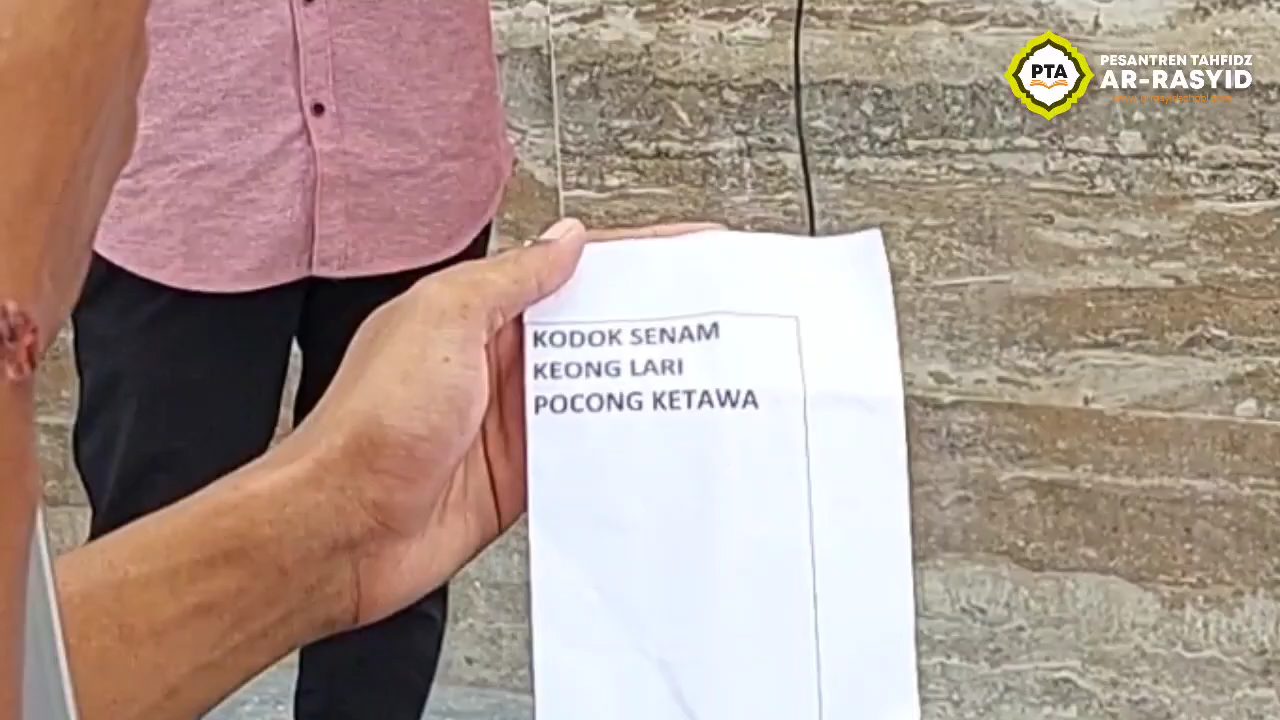 PTA
PESANTREN TAHFIDZ
AR-RASYID
KODOK SENAM
KEONG LARI
POCONG KETAWA